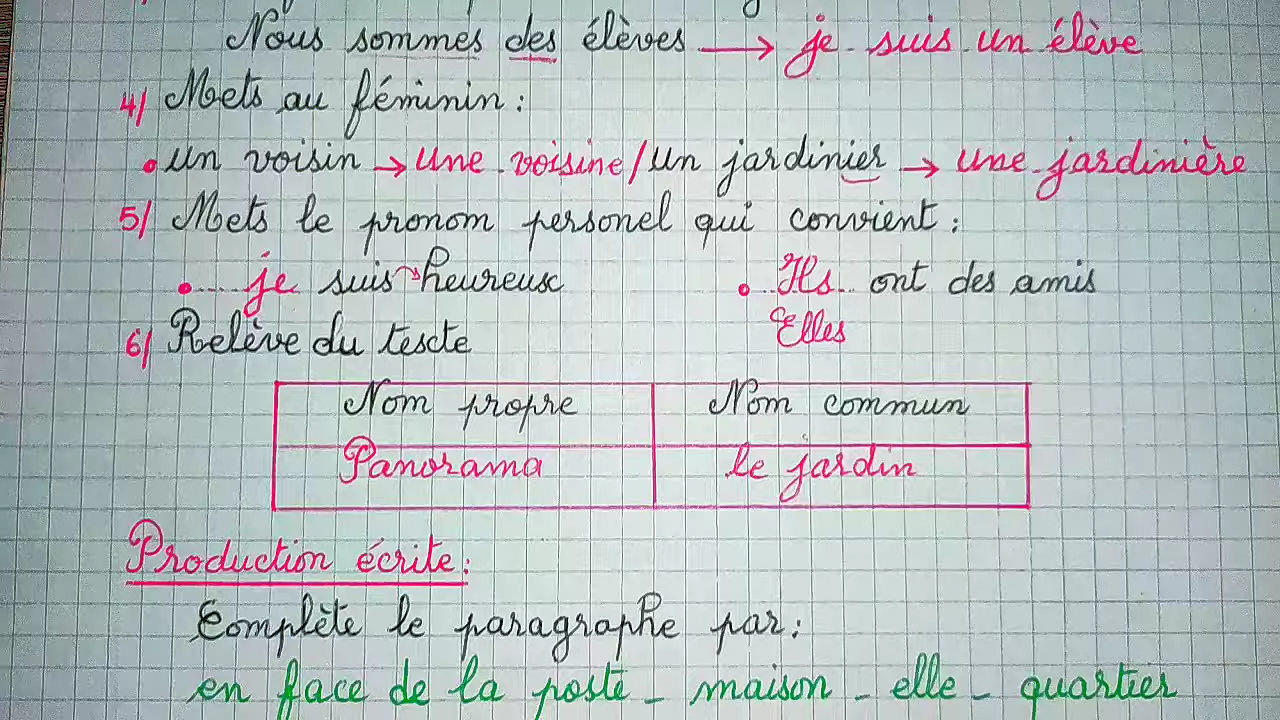 Nous sommes des élèves → je suis un élève
4/ Mets au féminin :
• un voisin → une voisine / un jardinier → une jardinière
5/ Mets le pronom personel qui convient :
• .... je suis heureux • ..Ils.. ont des amis
Elles
6/ Relève du texte
Nom propre Nom commun
Panorama le jardin
Production écrite :
Complète le paragraphe par :
en face de la poste - maison - elle - quartier